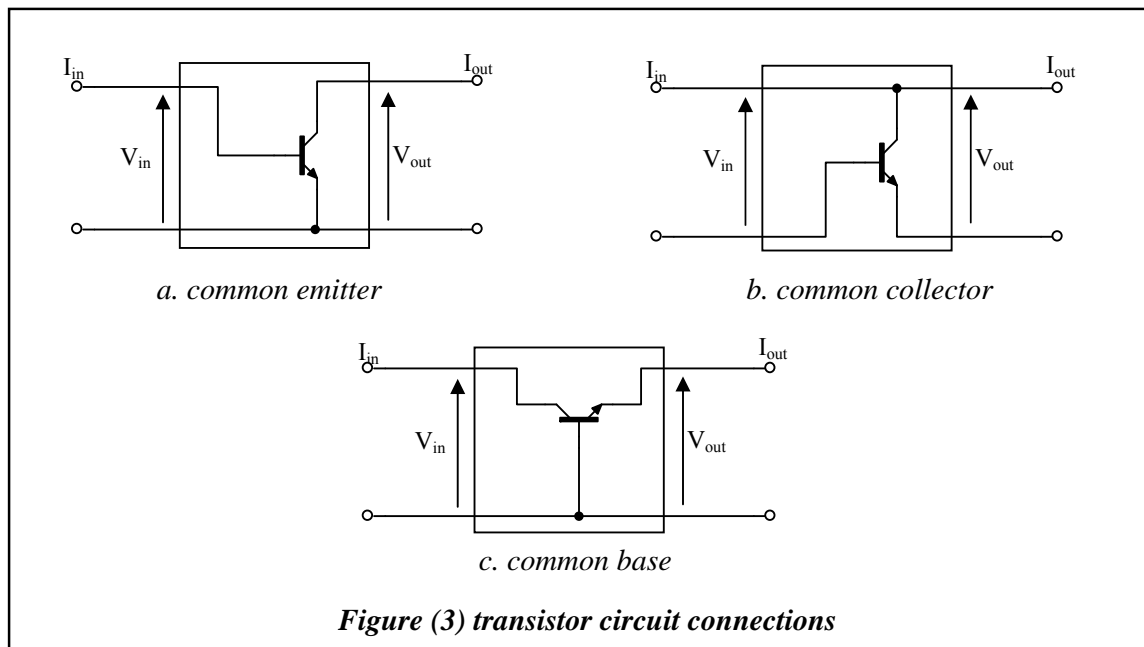 I_in I_out
V_in V_out
a. common emitter
I_in I_out
V_in V_out
b. common collector
I_in I_out
V_in V_out
c. common base
Figure (3) transistor circuit connections